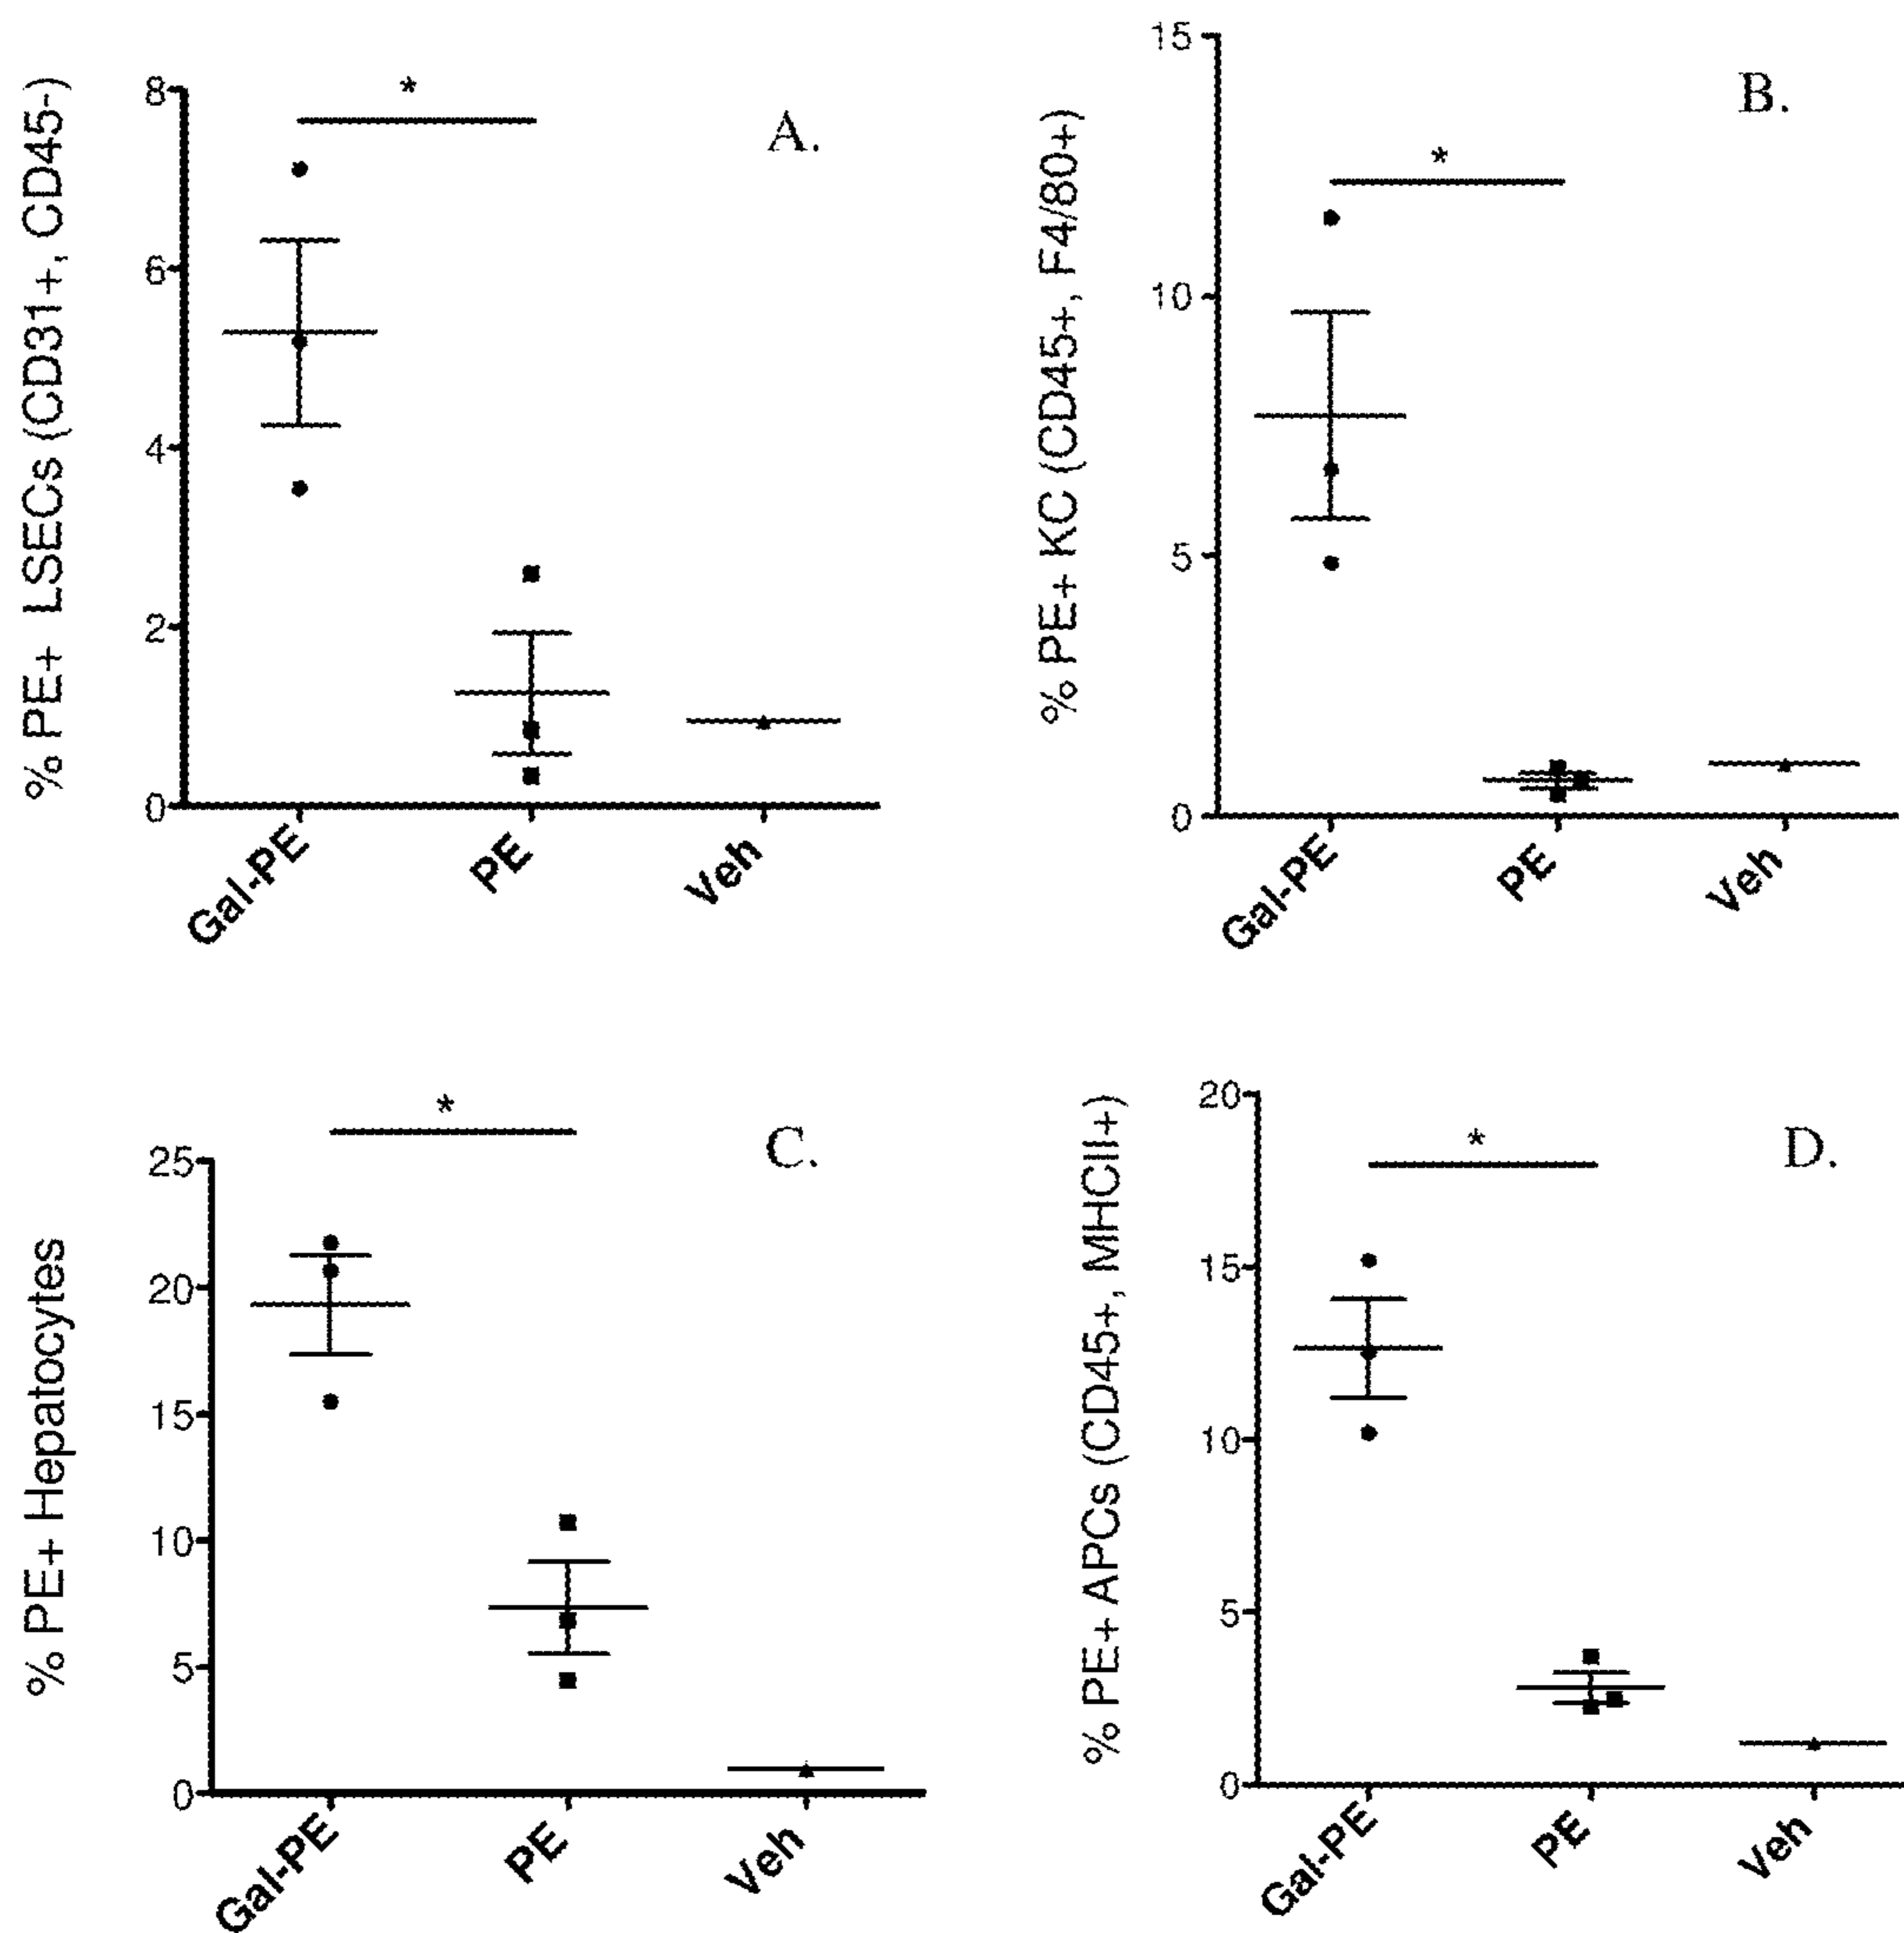 % PE+ LSECs (CD31+, CD45-)
8
6
4
2
0
*
A.
Gal-PE
PE
Veh
% PE+ KC (CD45+, F4/80+)
15
10
5
0
*
B.
Gal-PE
PE
Veh
% PE+ Hepatocytes
25
20
15
10
5
0
*
C.
Gal-PE
PE
Veh
% PE+ APCs (CD45+, MHCII+)
20
15
10
5
0
*
D.
Gal-PE
PE
Veh